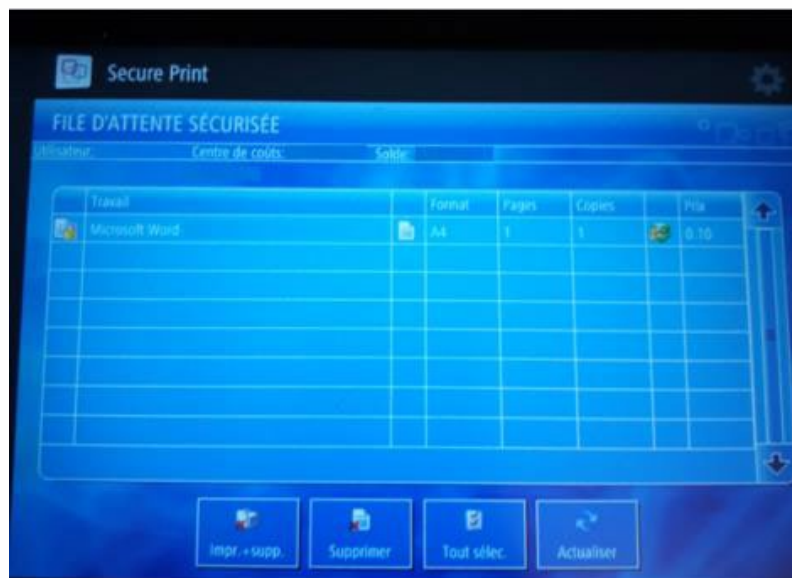 Secure Print
FILE D'ATTENTE SÉCURISÉE
Utilisateur: Centre de coûts: Solde:
Travail Format Pages Copies Prix
Microsoft Word A4 1 1 0.10
Impr.+supp. Supprimer Tout sélec. Actualiser